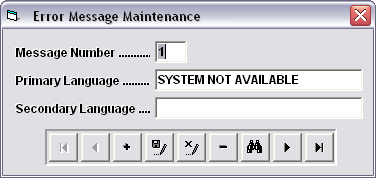 Error Message Maintenance
Message Number ........... 1
Primary Language ......... SYSTEM NOT AVAILABLE
Secondary Language ....